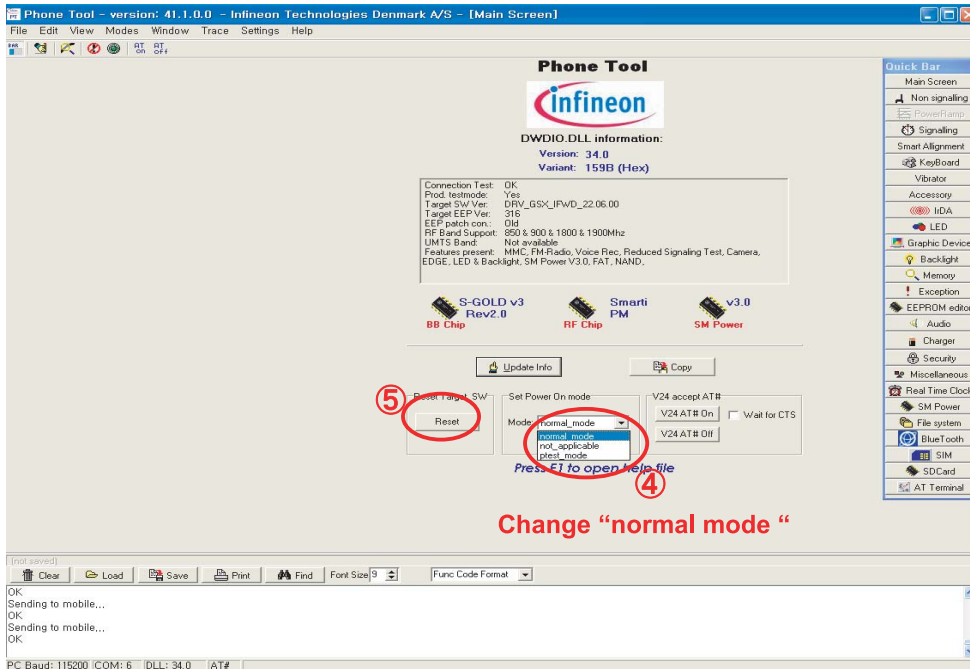 Phone Tool - version: 41.1.0.0 - Infineon Technologies Denmark A/S - [Main Screen]
File Edit View Modes Window Trace Settings Help
BAR AT on AT off
Phone Tool
infineon
DWDIO.DLL information:
Version: 34.0
Variant: 159B (Hex)
Connection Test: OK
Prod. testmode: Yes
Target SW Ver: DRV_GSX_IFWD_22.06.00
Target EEP Ver: 316
EEP patch con.: Old
RF Band Support: 850 & 900 & 1800 & 1900Mhz
UMTS Band: Not available
Features present: MMC, FM-Radio, Voice Rec, Reduced Signaling Test, Camera,
EDGE, LED & Backlight, SM Power V3.0, FAT, NAND,
S-GOLD v3
Rev2.0
BB Chip
Smarti
PM
RF Chip
v3.0
SM Power
Update Info
Copy
⑤
Reset Target SW
Reset
Set Power On mode
Mode: normal_mode
normal_mode
not_applicable
ptest_mode
V24 accept AT#
V24 AT# On
Wait for CTS
V24 AT# Off
Press F1 to open help file
④
Change “normal mode “
Quick Bar
Main Screen
Non signalling
PowerRamp
Signaling
Smart Allignment
KeyBoard
Vibrator
Accessory
IrDA
LED
Graphic Device
Backlight
Memory
Exception
EEPROM editor
Audio
Charger
Security
Miscellaneous
Real Time Clock
SM Power
File system
BlueTooth
SIM
SDCard
AT Terminal
(not saved)
Clear Load Save Print Find Font Size 9 Func Code Format
OK
Sending to mobile...
OK
Sending to mobile...
OK
PC Baud: 115200 COM: 6 DLL: 34.0 AT#